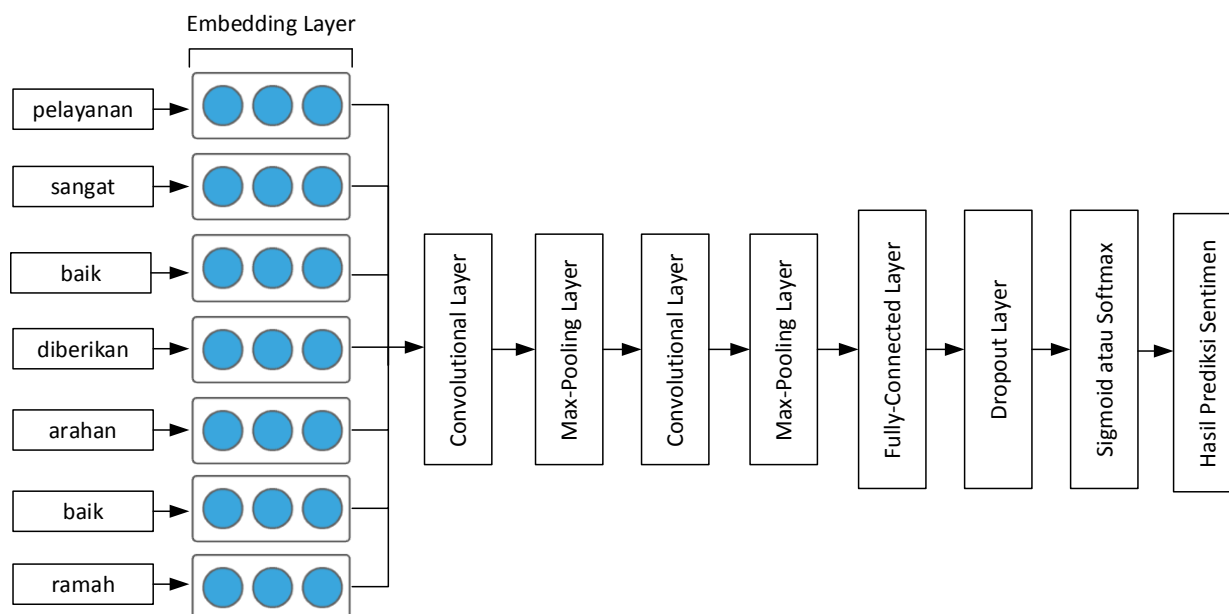 Embedding Layer
pelayanan
sangat
baik
diberikan
arahan
baik
ramah
Convolutional Layer
Max-Pooling Layer
Convolutional Layer
Max-Pooling Layer
Fully-Connected Layer
Dropout Layer
Sigmoid atau Softmax
Hasil Prediksi Sentimen